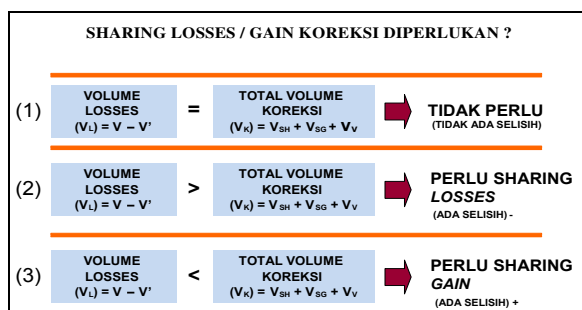 SHARING LOSSES / GAIN KOREKSI DIPERLUKAN ?
(1)
VOLUME
LOSSES
(VL) = V – V’
=
TOTAL VOLUME
KOREKSI
(VK) = VSH + VSG + VV
TIDAK PERLU
(TIDAK ADA SELISIH)
(2)
VOLUME
LOSSES
(VL) = V – V’
>
TOTAL VOLUME
KOREKSI
(VK) = VSH + VSG + VV
PERLU SHARING
LOSSES
(ADA SELISIH) -
(3)
VOLUME
LOSSES
(VL) = V – V’
<
TOTAL VOLUME
KOREKSI
(VK) = VSH + VSG + VV
PERLU SHARING
GAIN
(ADA SELISIH) +